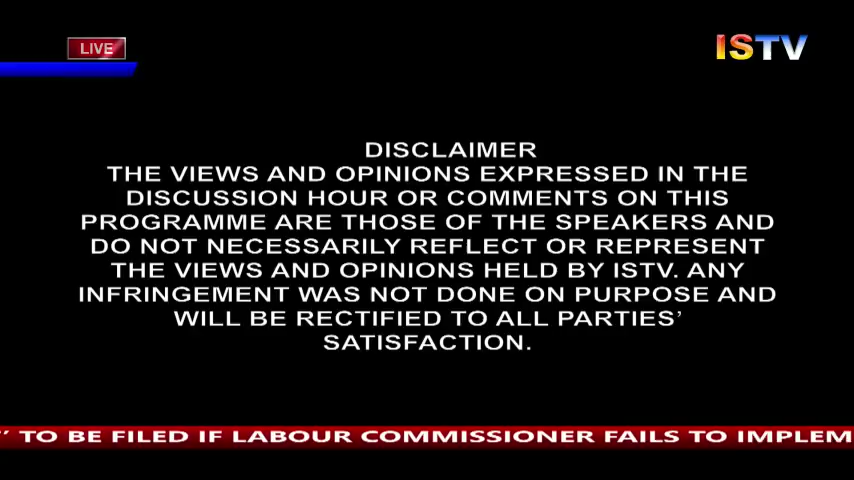 LIVE
ISTV
DISCLAIMER
THE VIEWS AND OPINIONS EXPRESSED IN THE
DISCUSSION HOUR OR COMMENTS ON THIS
PROGRAMME ARE THOSE OF THE SPEAKERS AND
DO NOT NECESSARILY REFLECT OR REPRESENT
THE VIEWS AND OPINIONS HELD BY ISTV. ANY
INFRINGEMENT WAS NOT DONE ON PURPOSE AND
WILL BE RECTIFIED TO ALL PARTIES’
SATISFACTION.
’ TO BE FILED IF LABOUR COMMISSIONER FAILS TO IMPLEM